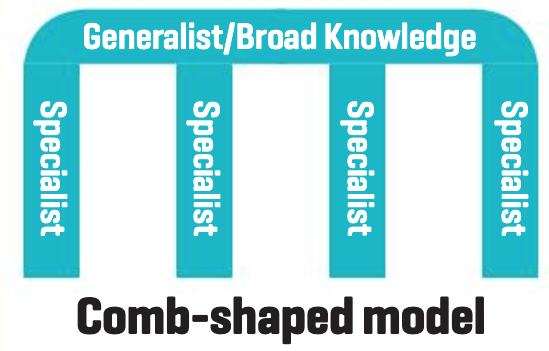 Generalist/Broad Knowledge
Specialist
Specialist
Specialist
Specialist
Comb-shaped model